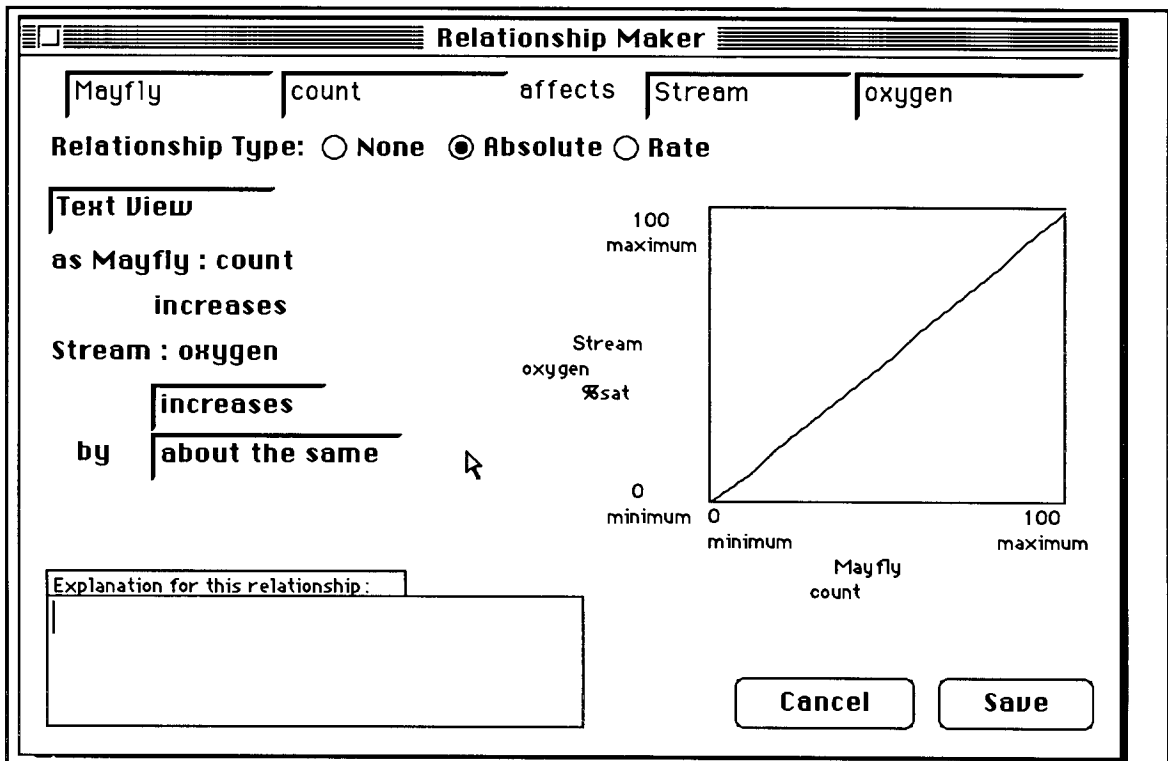 Relationship Maker
Mayfly count affects Stream oxygen
Relationship Type: None Absolute Rate
Text View
as Mayfly : count
increases
Stream : oxygen
increases
by about the same
100
maximum
Stream
oxygen
%sat
0
minimum
0
minimum
100
maximum
Mayfly
count
Explanation for this relationship:
Cancel Save